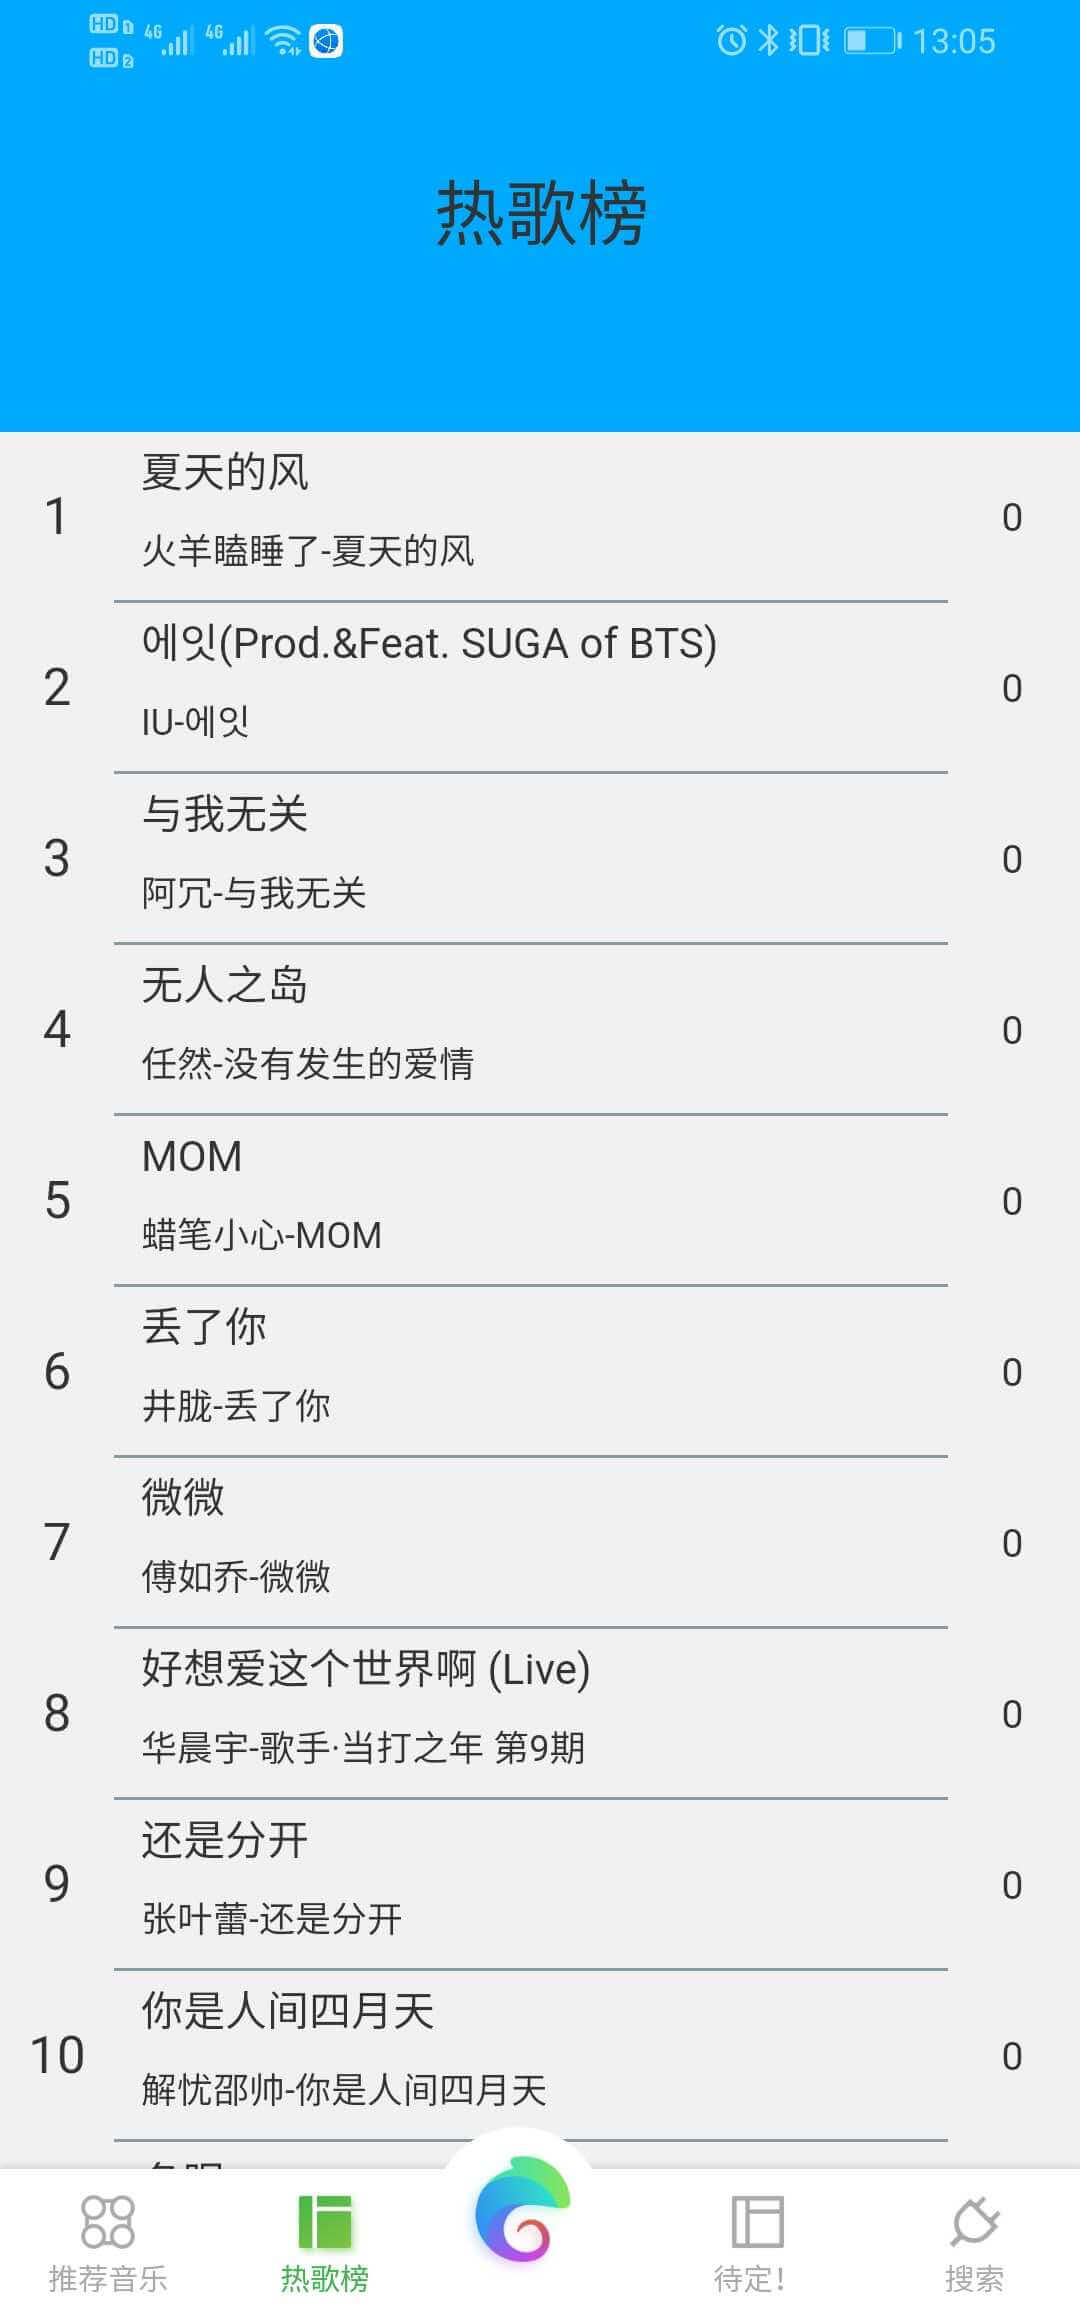 HD 1 4G 4G 13:05
HD 2
热歌榜
夏天的风
1 0
火羊瞌睡了-夏天的风
에잇(Prod.&Feat. SUGA of BTS)
2 0
IU-에잇
与我无关
3 0
阿冗-与我无关
无人之岛
4 0
任然-没有发生的爱情
MOM
5 0
蜡笔小心-MOM
丢了你
6 0
井胧-丢了你
微微
7 0
傅如乔-微微
好想爱这个世界啊 (Live)
8 0
华晨宇-歌手·当打之年 第9期
还是分开
9 0
张叶蕾-还是分开
你是人间四月天
10 0
解忧邵帅-你是人间四月天
推荐音乐 热歌榜 待定! 搜索